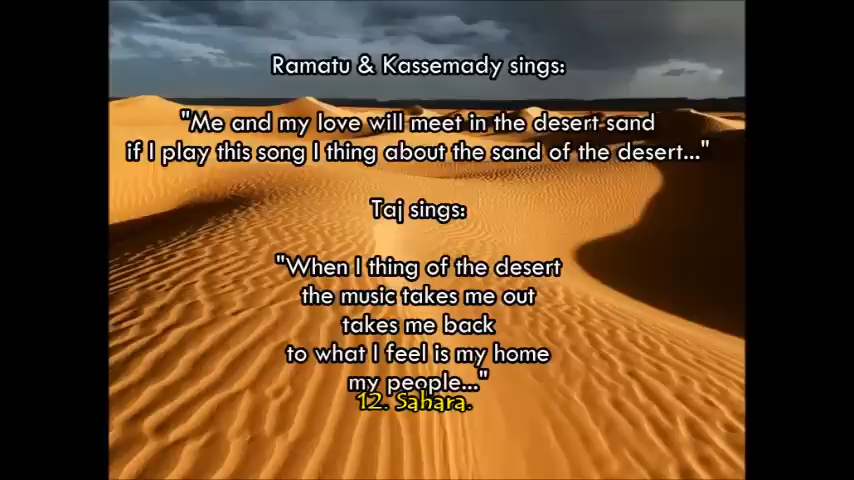 Ramatu & Kassemady sings:
"Me and my love will meet in the desert sand
if I play this song I thing about the sand of the desert..."
Taj sings:
"When I thing of the desert
the music takes me out
takes me back
to what I feel is my home
my people..."
12. Sahara.